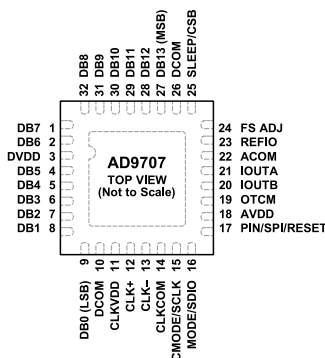 32 DB8
31 DB9
30 DB10
29 DB11
28 DB12
27 DB13 (MSB)
26 DCOM
25 SLEEP/CSB
DB7 1
DB6 2
DVDD 3
DB5 4
DB4 5
DB3 6
DB2 7
DB1 8
AD9707
TOP VIEW
(Not to Scale)
24 FS ADJ
23 REFIO
22 ACOM
21 IOUTA
20 IOUTB
19 OTCM
18 AVDD
17 PIN/SPI/RESET
DB0 (LSB) 9
DCOM 10
CLKVDD 11
CLK+ 12
CLK– 13
CLKCOM 14
CMODE/SCLK 15
MODE/SDIO 16